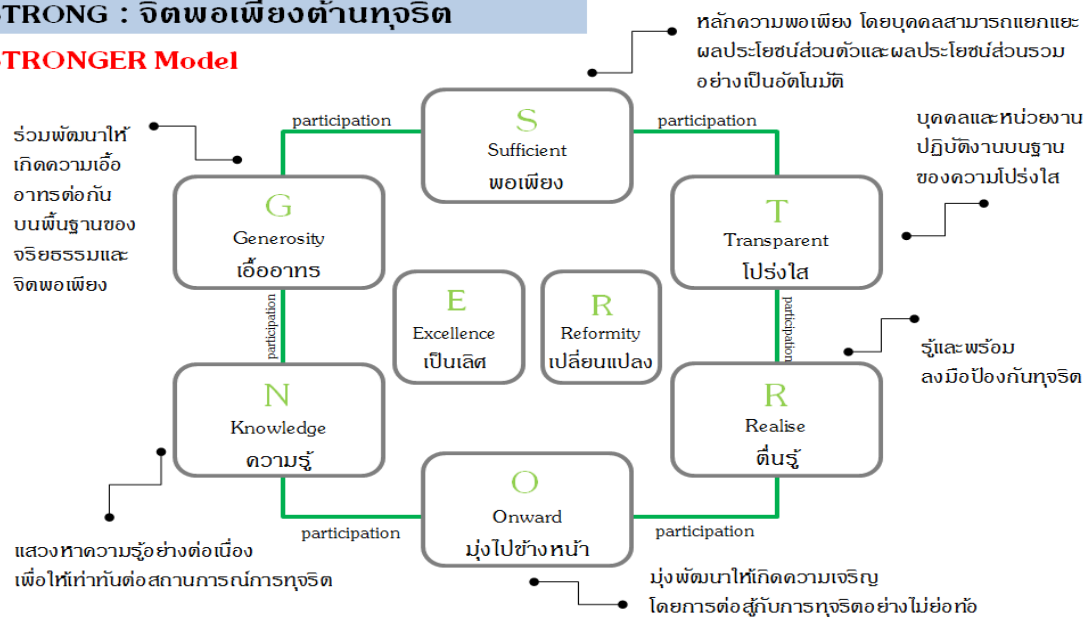 STRONG : จิตพอเพียงต้านทุจริต
STRONGER Model
หลักความพอเพียง โดยบุคคลสามารถแยกแยะ
ผลประโยชน์ส่วนตัวและผลประโยชน์ส่วนรวม
อย่างเป็นอัตโนมัติ
participation
S
Sufficient
พอเพียง
participation
ร่วมพัฒนาให้
เกิดความเอื้อ
อาทรต่อกัน
บนพื้นฐานของ
จริยธรรมและ
จิตพอเพียง
G
Generosity
เอื้ออาทร
บุคคลและหน่วยงาน
ปฏิบัติงานบนฐาน
ของความโปร่งใส
T
Transparent
โปร่งใส
participation
E
Excellence
เป็นเลิศ
R
Reformity
เปลี่ยนแปลง
participation
รู้และพร้อม
ลงมือป้องกันทุจริต
N
Knowledge
ความรู้
R
Realise
ตื่นรู้
participation
O
Onward
มุ่งไปข้างหน้า
participation
แสวงหาความรู้อย่างต่อเนื่อง
เพื่อให้เท่าทันต่อสถานการณ์การทุจริต
มุ่งพัฒนาให้เกิดความเจริญ
โดยการต่อสู้กับการทุจริตอย่างไม่ย่อท้อ